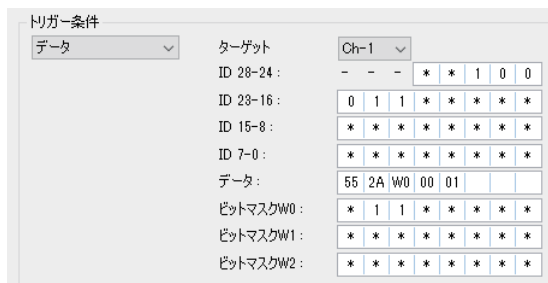 トリガー条件
データ ターゲット Ch-1
ID 28-24 : - - - * * 1 0 0
ID 23-16 : 0 1 1 * * * * *
ID 15-8 : * * * * * * * *
ID 7-0 : * * * * * * * *
データ : 55 2A W0 00 01
ビットマスクW0 : * 1 1 * * * * *
ビットマスクW1 : * * * * * * * *
ビットマスクW2 : * * * * * * * *